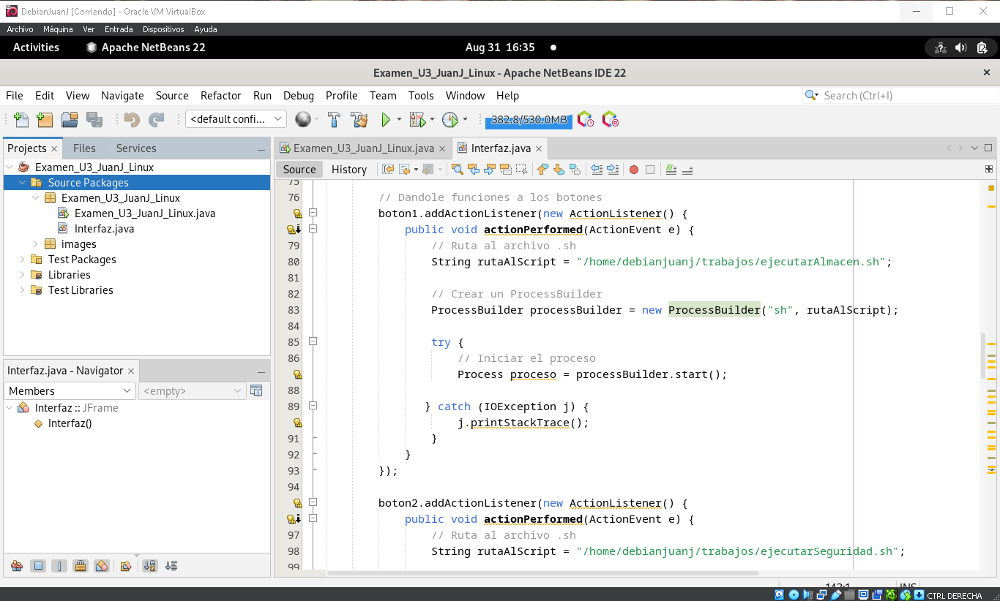 DebianJuanJ [Corriendo] - Oracle VM VirtualBox
Archivo Máquina Ver Entrada Dispositivos Ayuda
Activities Apache NetBeans 22 Aug 31 16:35
Examen_U3_JuanJ_Linux - Apache NetBeans IDE 22
File Edit View Navigate Source Refactor Run Debug Profile Team Tools Window Help Search (Ctrl+I)
<default confi... 382.8/530.0MB
Projects Files Services
Examen_U3_JuanJ_Linux
Source Packages
Examen_U3_JuanJ_Linux
Examen_U3_JuanJ_Linux.java
Interfaz.java
images
Test Packages
Libraries
Test Libraries
Interfaz.java - Navigator
Members <empty>
Interfaz :: JFrame
Interfaz()
Examen_U3_JuanJ_Linux.java Interfaz.java
Source History
75
76 // Dandole funciones a los botones
boton1.addActionListener(new ActionListener() {
public void actionPerformed(ActionEvent e) {
79 // Ruta al archivo .sh
80 String rutaAlScript = "/home/debianjuanj/trabajos/ejecutarAlmacen.sh";
81
82 // Crear un ProcessBuilder
83 ProcessBuilder processBuilder = new ProcessBuilder("sh", rutaAlScript);
84
85 try {
86 // Iniciar el proceso
Process proceso = processBuilder.start();
88
89 } catch (IOException j) {
j.printStackTrace();
91 }
92 }
93 });
94
boton2.addActionListener(new ActionListener() {
public void actionPerformed(ActionEvent e) {
97 // Ruta al archivo .sh
98 String rutaAlScript = "/home/debianjuanj/trabajos/ejecutarSeguridad.sh";
99
143:1 INS
CTRL DERECHA